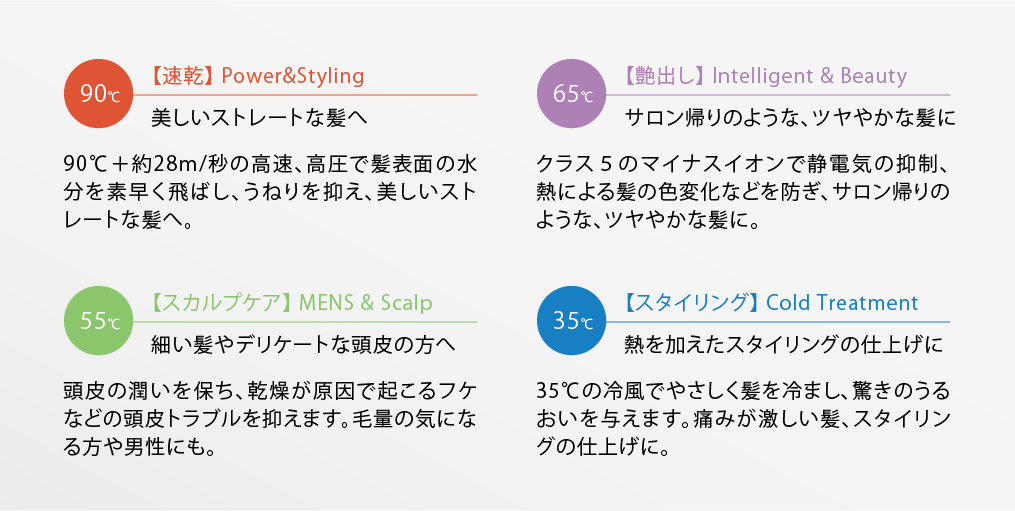 90℃
【速乾】Power&Styling
美しいストレートな髪へ
90℃＋約28m/秒の高速、高圧で髪表面の水
分を素早く飛ばし、うねりを抑え、美しいスト
レートな髪へ。
65℃
【艶出し】Intelligent & Beauty
サロン帰りのような、ツヤやかな髪に
クラス５のマイナスイオンで静電気の抑制、
熱による髪の色変化などを防ぎ、サロン帰りの
ような、ツヤやかな髪に。
55℃
【スカルプケア】MENS & Scalp
細い髪やデリケートな頭皮の方へ
頭皮の潤いを保ち、乾燥が原因で起こるフケ
などの頭皮トラブルを抑えます。毛量の気にな
る方や男性にも。
35℃
【スタイリング】Cold Treatment
熱を加えたスタイリングの仕上げに
35℃の冷風でやさしく髪を冷まし、驚きのうる
おいを与えます。痛みが激しい髪、スタイリン
グの仕上げに。